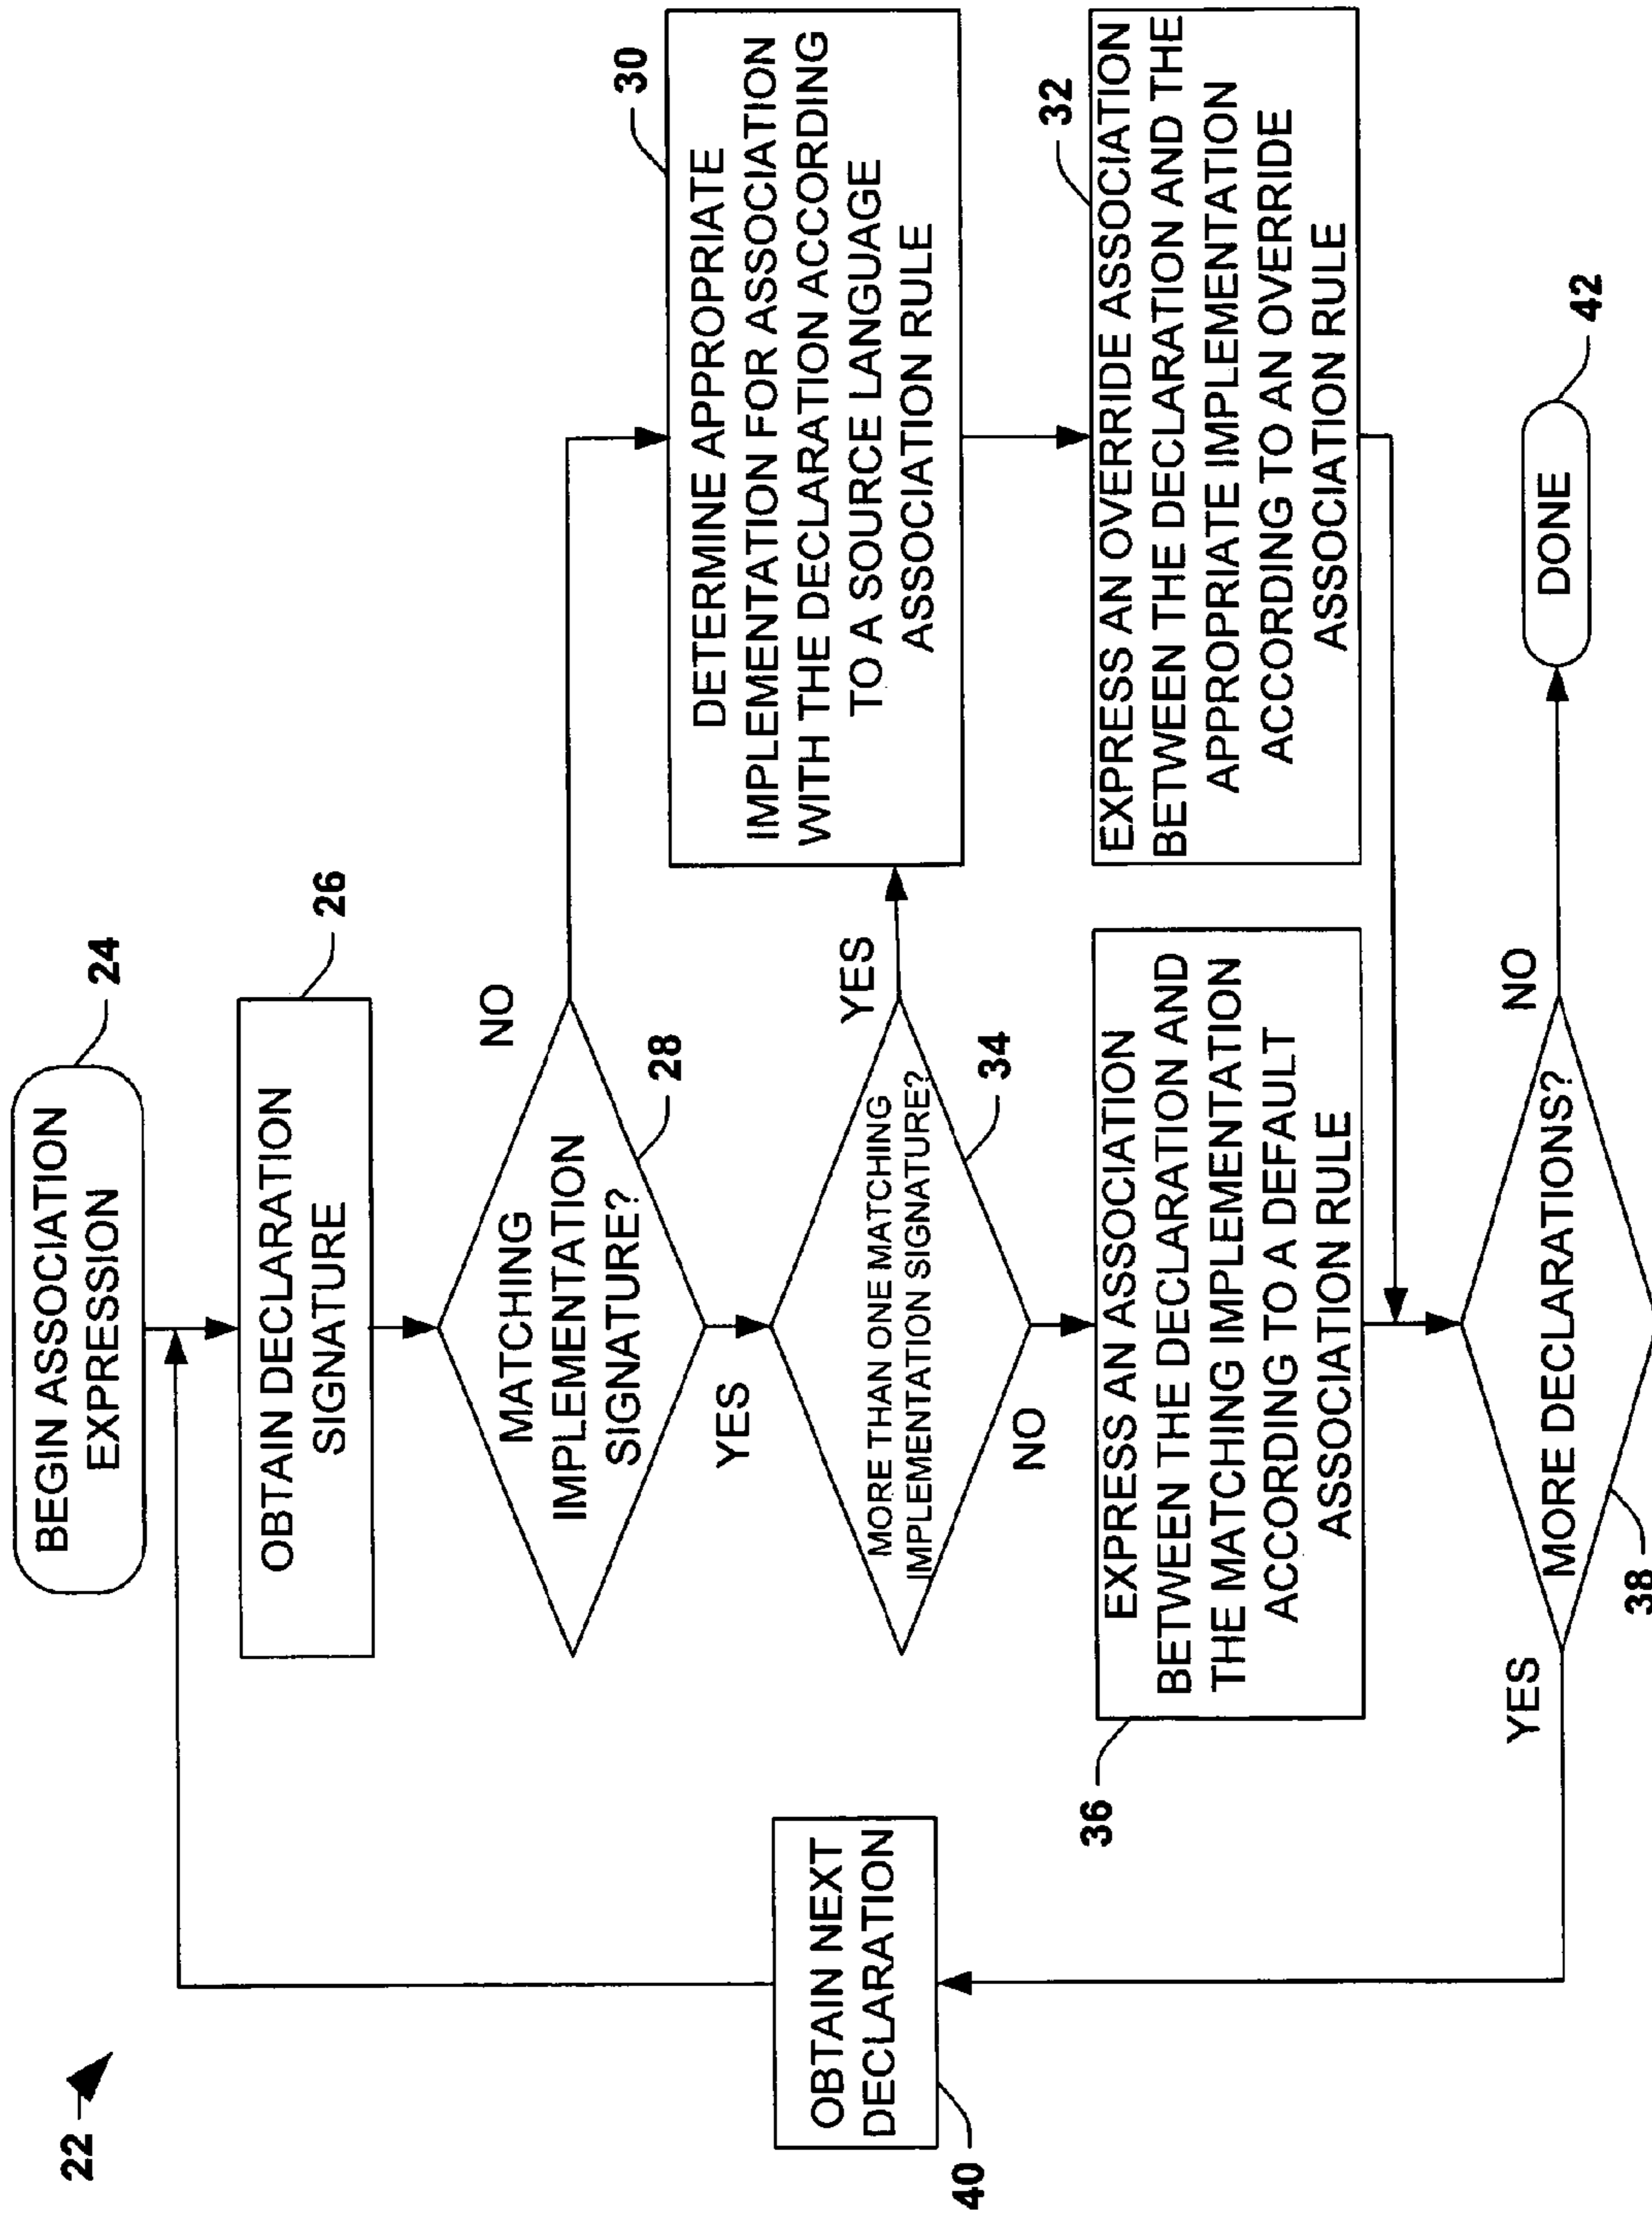 22
BEGIN ASSOCIATION
EXPRESSION
24
OBTAIN DECLARATION
SIGNATURE
26
MATCHING
IMPLEMENTATION
SIGNATURE?
28
NO
YES
MORE THAN ONE MATCHING
IMPLEMENTATION SIGNATURE?
34
YES
NO
DETERMINE APPROPRIATE
IMPLEMENTATION FOR ASSOCIATION
WITH THE DECLARATION ACCORDING
TO A SOURCE LANGUAGE
ASSOCIATION RULE
30
EXPRESS AN OVERRIDE ASSOCIATION
BETWEEN THE DECLARATION AND THE
APPROPRIATE IMPLEMENTATION
ACCORDING TO AN OVERRIDE
ASSOCIATION RULE
32
EXPRESS AN ASSOCIATION
BETWEEN THE DECLARATION AND
THE MATCHING IMPLEMENTATION
ACCORDING TO A DEFAULT
ASSOCIATION RULE
36
OBTAIN NEXT
DECLARATION
40
MORE DECLARATIONS?
38
YES
NO
DONE
42